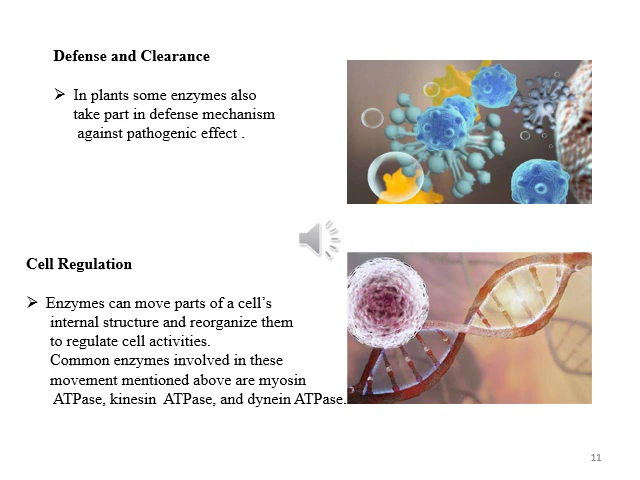 Defense and Clearance
➢ In plants some enzymes also
take part in defense mechanism
against pathogenic effect .
Cell Regulation
➢ Enzymes can move parts of a cell’s
internal structure and reorganize them
to regulate cell activities.
Common enzymes involved in these
movement mentioned above are myosin
ATPase, kinesin  ATPase, and dynein ATPase.
11